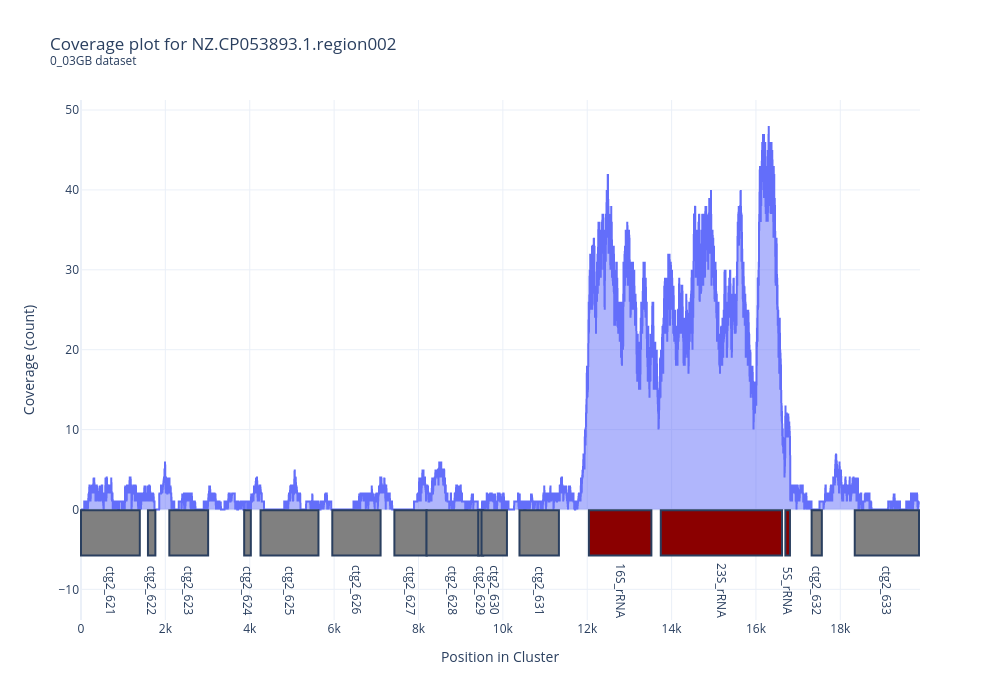 Coverage plot for NZ.CP053893.1.region002
0_03GB dataset
Coverage (count)
50
40
30
20
10
0
−10
ctg2_621
ctg2_622
ctg2_623
ctg2_624
ctg2_625
ctg2_626
ctg2_627
ctg2_628
ctg2_629
ctg2_630
ctg2_631
16S_rRNA
23S_rRNA
5S_rRNA
ctg2_632
ctg2_633
0 2k 4k 6k 8k 10k 12k 14k 16k 18k
Position in Cluster